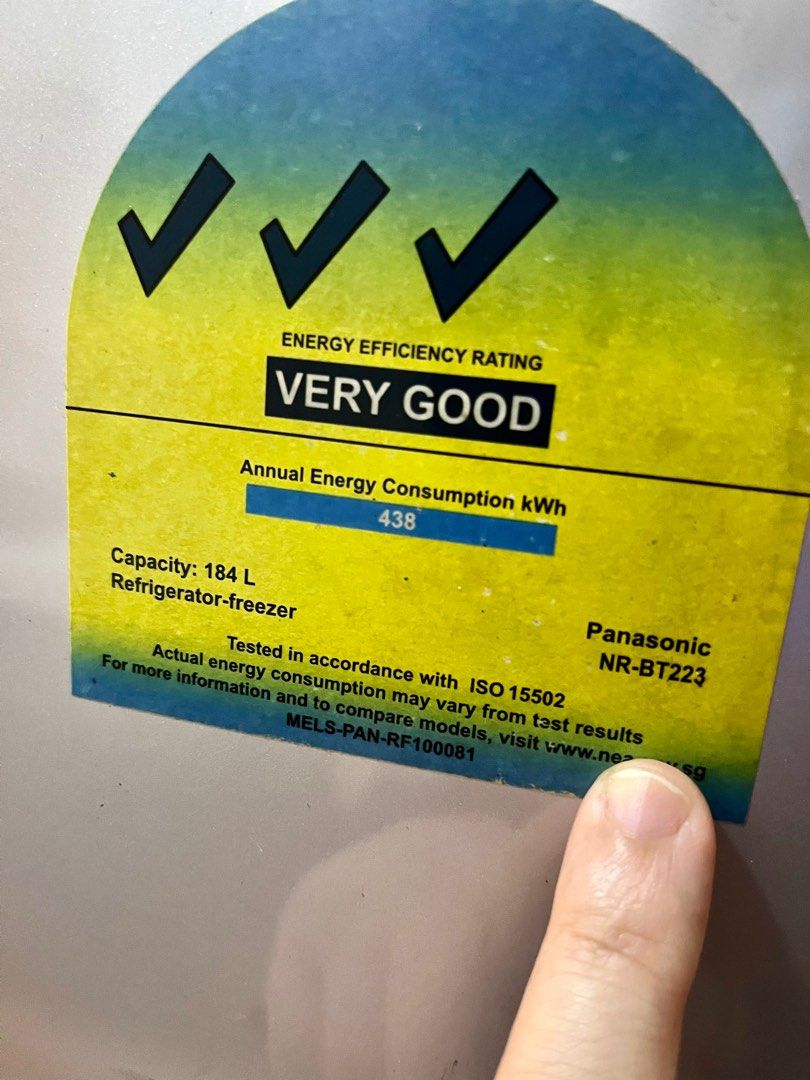 ENERGY EFFICIENCY RATING
VERY GOOD
Annual Energy Consumption kWh
438
Capacity: 184 L
Refrigerator-freezer
Panasonic
NR-BT223
Tested in accordance with ISO 15502
Actual energy consumption may vary from test results
For more information and to compare models, visit
MELS-PAN-RF100081